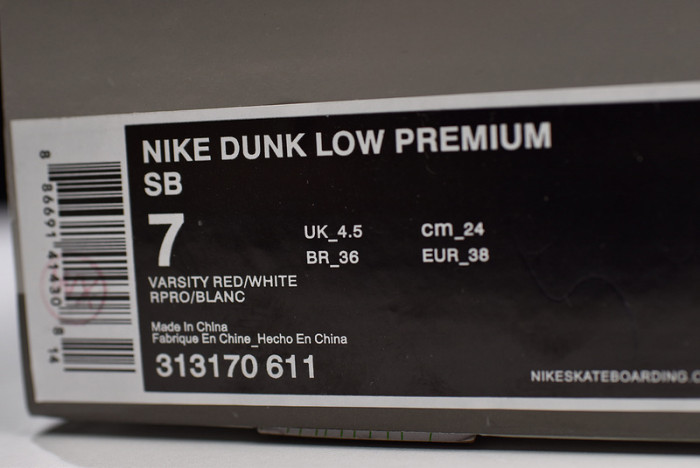 NIKE DUNK LOW PREMIUM
SB
7
UK_4.5 cm_24
BR_36 EUR_38
VARSITY RED/WHITE
RPRO/BLANC
Made In China
Fabrique En Chine_Hecho En China
313170 611
NIKESKATEBOARDING.C
8 86691 41430 8 14